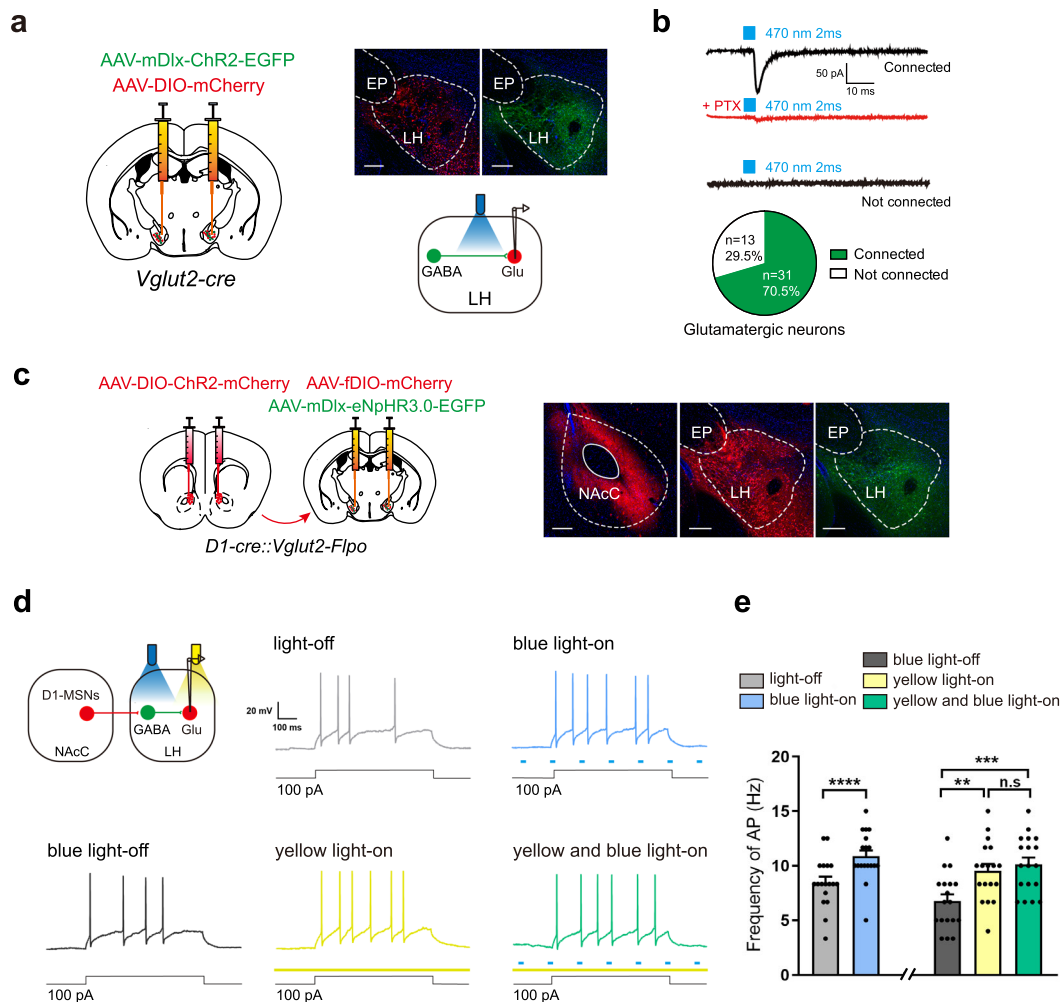 a
AAV-mDlx-ChR2-EGFP
AAV-DIO-mCherry
Vglut2-cre
EP
LH
EP
LH
GABA
Glu
LH
b
470 nm 2ms
50 pA
10 ms
Connected
+ PTX
470 nm 2ms
470 nm 2ms
Not connected
n=13
29.5%
n=31
70.5%
Connected
Not connected
Glutamatergic neurons
c
AAV-DIO-ChR2-mCherry
AAV-fDIO-mCherry
AAV-mDlx-eNpHR3.0-EGFP
D1-cre::Vglut2-Flpo
NAcC
EP
LH
EP
LH
d
D1-MSNs
GABA
Glu
NAcC
LH
light-off
20 mV
100 ms
100 pA
blue light-on
100 pA
blue light-off
100 pA
yellow light-on
100 pA
yellow and blue light-on
100 pA
e
light-off
blue light-on
blue light-off
yellow light-on
yellow and blue light-on
Frequency of AP (Hz)
20
15
10
5
0
****
**
***
n.s